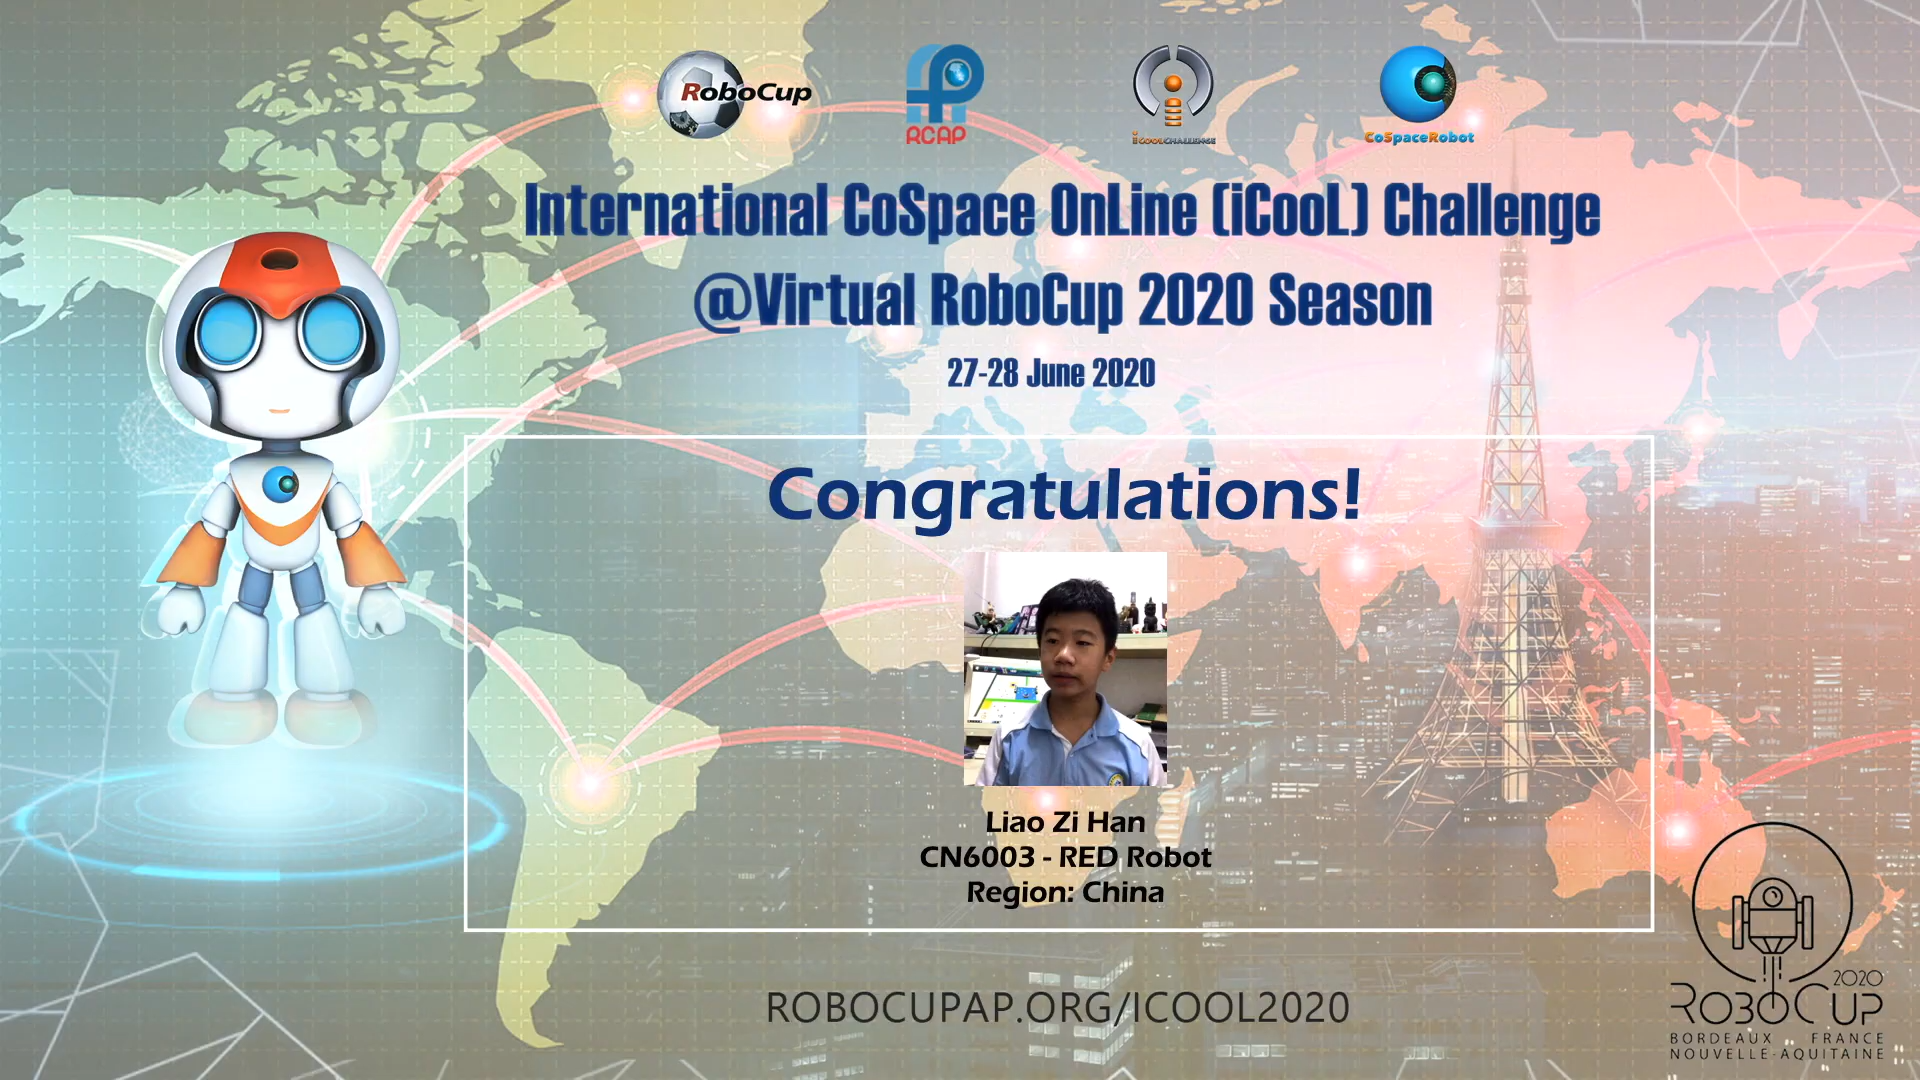 RoboCup
RCAP
iCOOLCHALLENGE
CoSpaceRobot
International CoSpace OnLine (iCooL) Challenge
@Virtual RoboCup 2020 Season
27-28 June 2020
Congratulations!
Liao Zi Han
CN6003 - RED Robot
Region: China
ROBOCUPAP.ORG/ICOOL2020
2020
ROBOCUP
BORDEAUX FRANCE
NOUVELLE-AQUITAINE